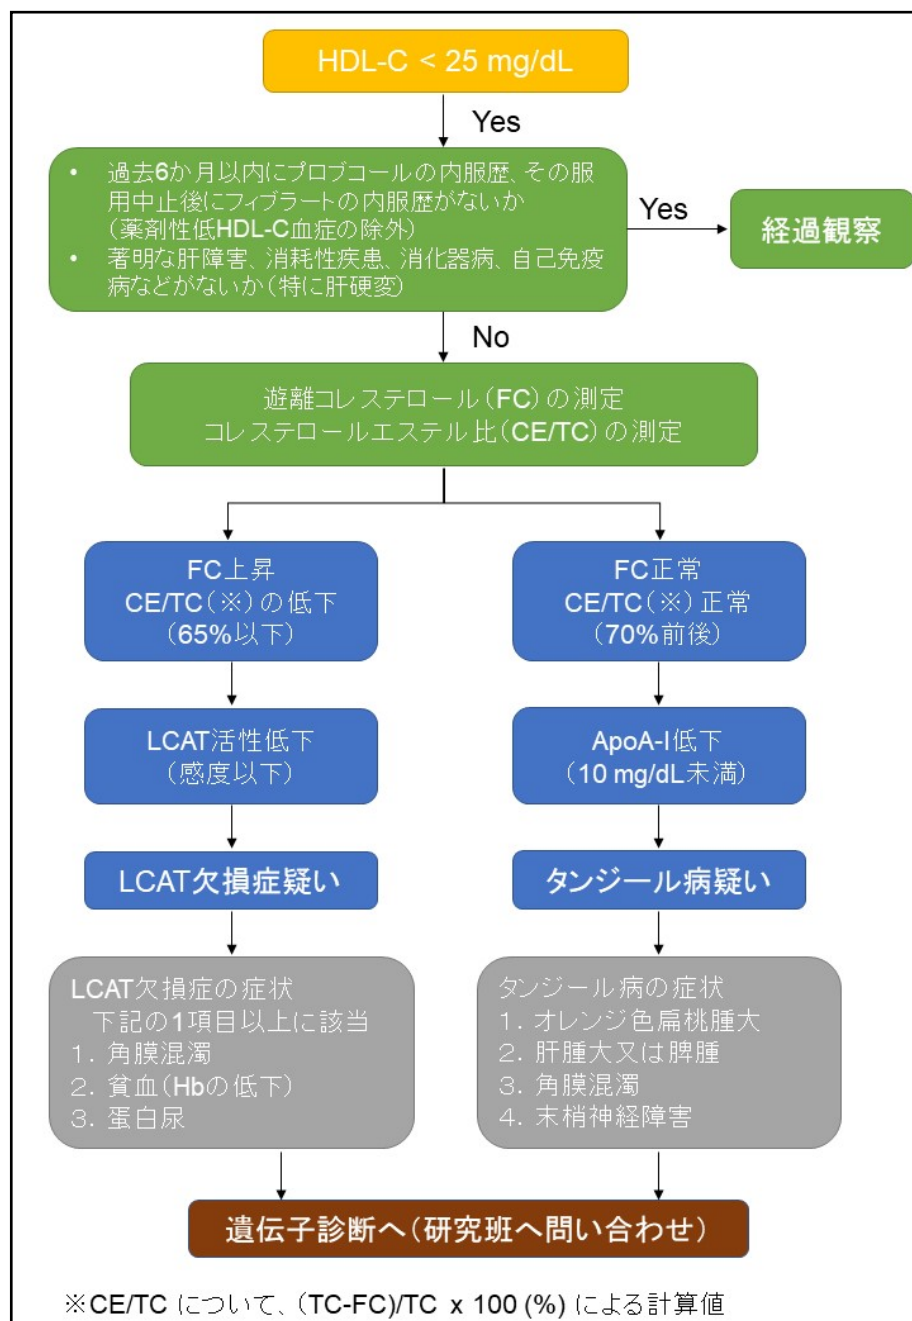 HDL-C < 25 mg/dL
Yes
• 過去6か月以内にプロブコールの内服歴、その服
用中止後にフィブラートの内服歴がないか
(薬剤性低HDL-C血症の除外)
• 著明な肝障害、消耗性疾患、消化器病、自己免疫
病などがないか(特に肝硬変)
Yes
経過観察
No
遊離コレステロール(FC)の測定
コレステロールエステル比(CE/TC)の測定
FC上昇
CE/TC(※)の低下
(65%以下)
FC正常
CE/TC(※)正常
(70%前後)
LCAT活性低下
(感度以下)
ApoA-I低下
(10 mg/dL未満)
LCAT欠損症疑い
タンジール病疑い
LCAT欠損症の症状
下記の1項目以上に該当
1. 角膜混濁
2. 貧血(Hbの低下)
3. 蛋白尿
タンジール病の症状
1. オレンジ色扁桃腫大
2. 肝腫大又は脾腫
3. 角膜混濁
4. 末梢神経障害
遺伝子診断へ(研究班へ問い合わせ)
※CE/TC について、(TC-FC)/TC x 100 (%) による計算値